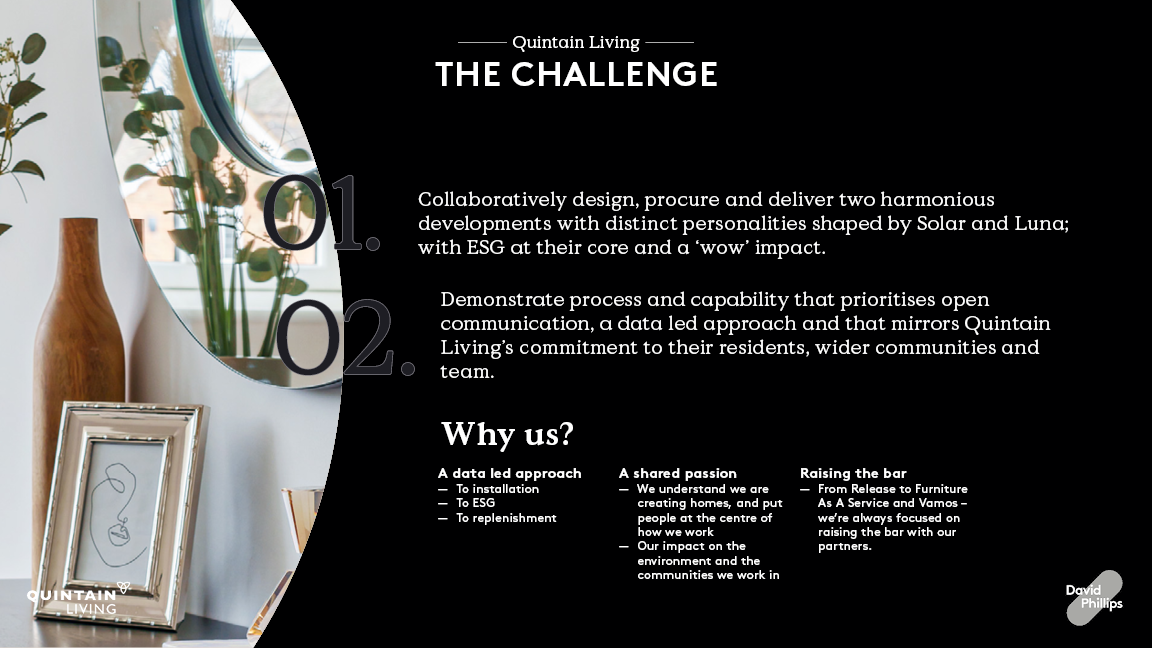 Quintain Living
THE CHALLENGE
01.
Collaboratively design, procure and deliver two harmonious
developments with distinct personalities shaped by Solar and Luna;
with ESG at their core and a ‘wow’ impact.
02.
Demonstrate process and capability that prioritises open
communication, a data led approach and that mirrors Quintain
Living’s commitment to their residents, wider communities and
team.
Why us?
A data led approach
— To installation
— To ESG
— To replenishment
A shared passion
— We understand we are
creating homes, and put
people at the centre of
how we work
— Our impact on the
environment and the
communities we work in
Raising the bar
— From Release to Furniture
As A Service and Vamos –
we’re always focused on
raising the bar with our
partners.
QUINTAIN
LIVING
David
Phillips